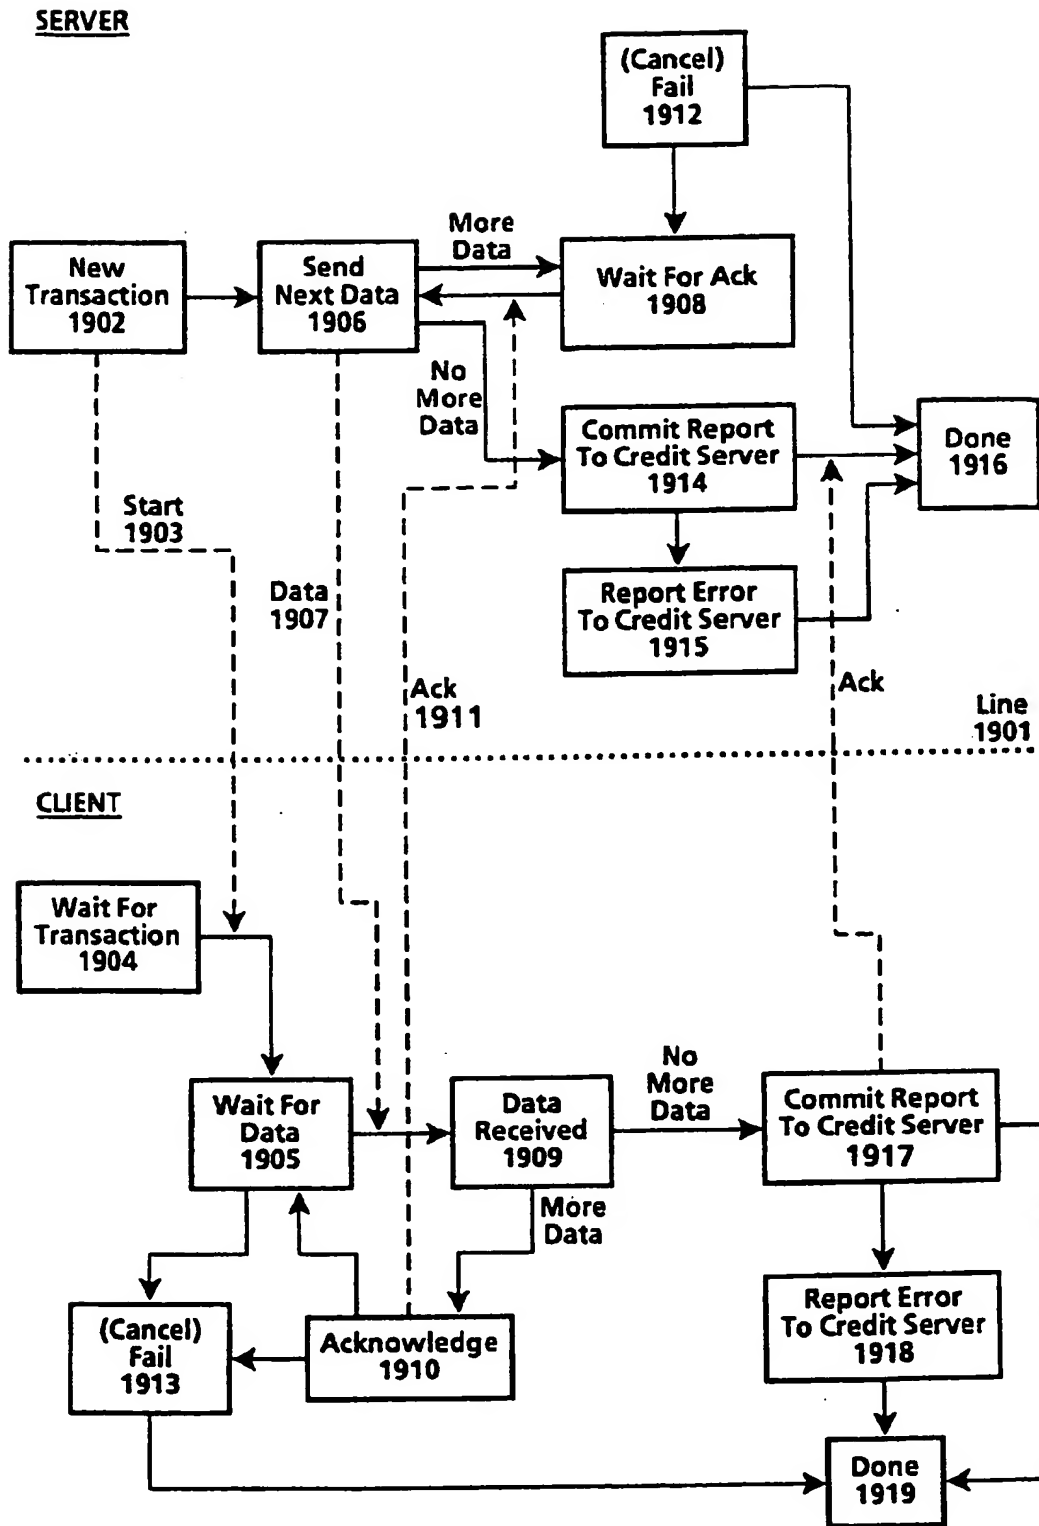 SERVER
(Cancel)
Fail
1912
New
Transaction
1902
Send
Next Data
1906
More
Data
Wait For Ack
1908
No
More
Data
Commit Report
To Credit Server
1914
Done
1916
Start
1903
Data
1907
Report Error
To Credit Server
1915
Ack
1911
Ack
Line
1901
CLIENT
Wait For
Transaction
1904
Wait For
Data
1905
Data
Received
1909
No
More
Data
Commit Report
To Credit Server
1917
More
Data
(Cancel)
Fail
1913
Acknowledge
1910
Report Error
To Credit Server
1918
Done
1919